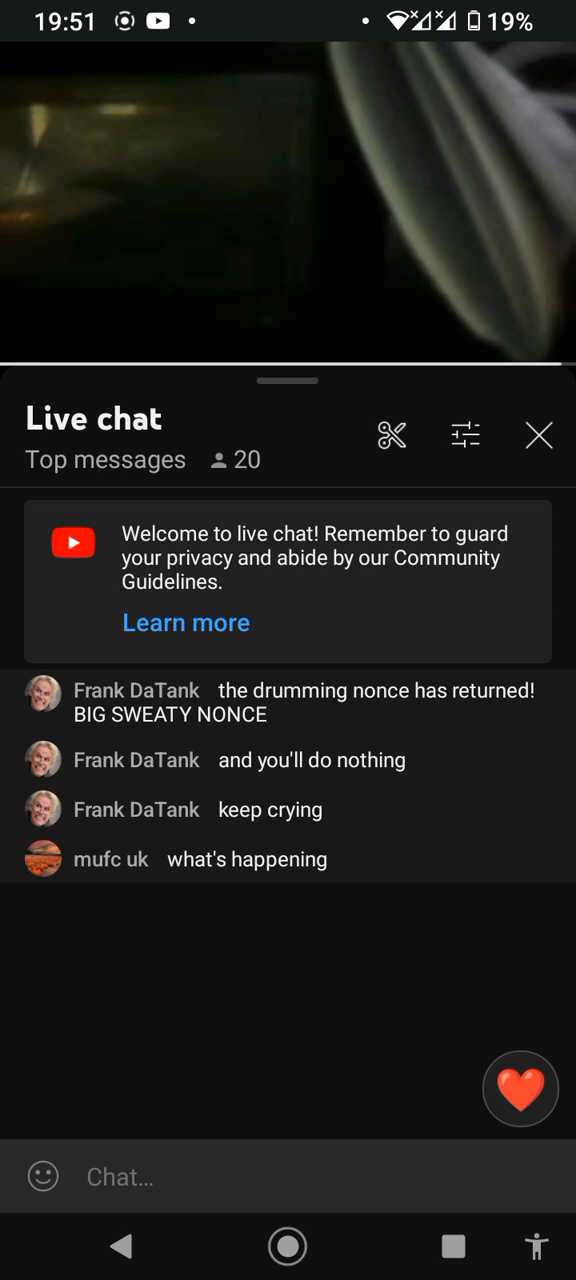 19:51
19%
Live chat
Top messages 20
Welcome to live chat! Remember to guard
your privacy and abide by our Community
Guidelines.
Learn more
Frank DaTank the drumming nonce has returned!
BIG SWEATY NONCE
Frank DaTank and you'll do nothing
Frank DaTank keep crying
mufc uk what's happening
Chat...